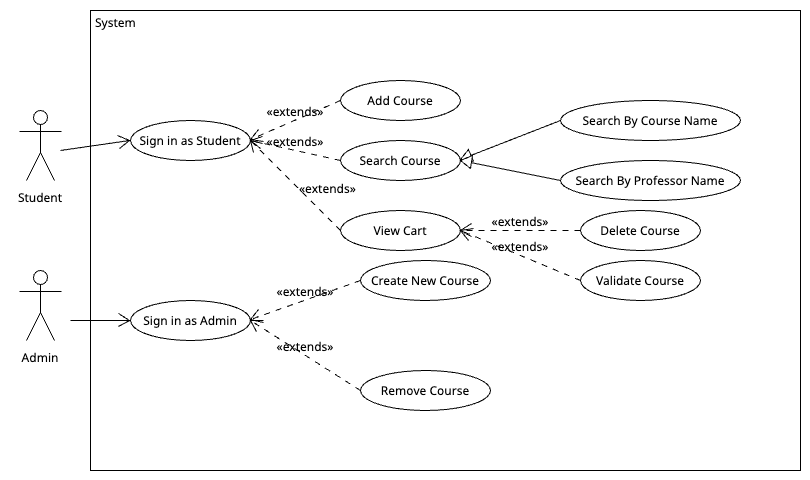 System
Add Course
«extends»
Search By Course Name
Sign in as Student
«extends»
Search Course
Search By Professor Name
«extends»
Student
View Cart
«extends»
Delete Course
«extends»
Create New Course
Validate Course
«extends»
Sign in as Admin
«extends»
Admin
Remove Course